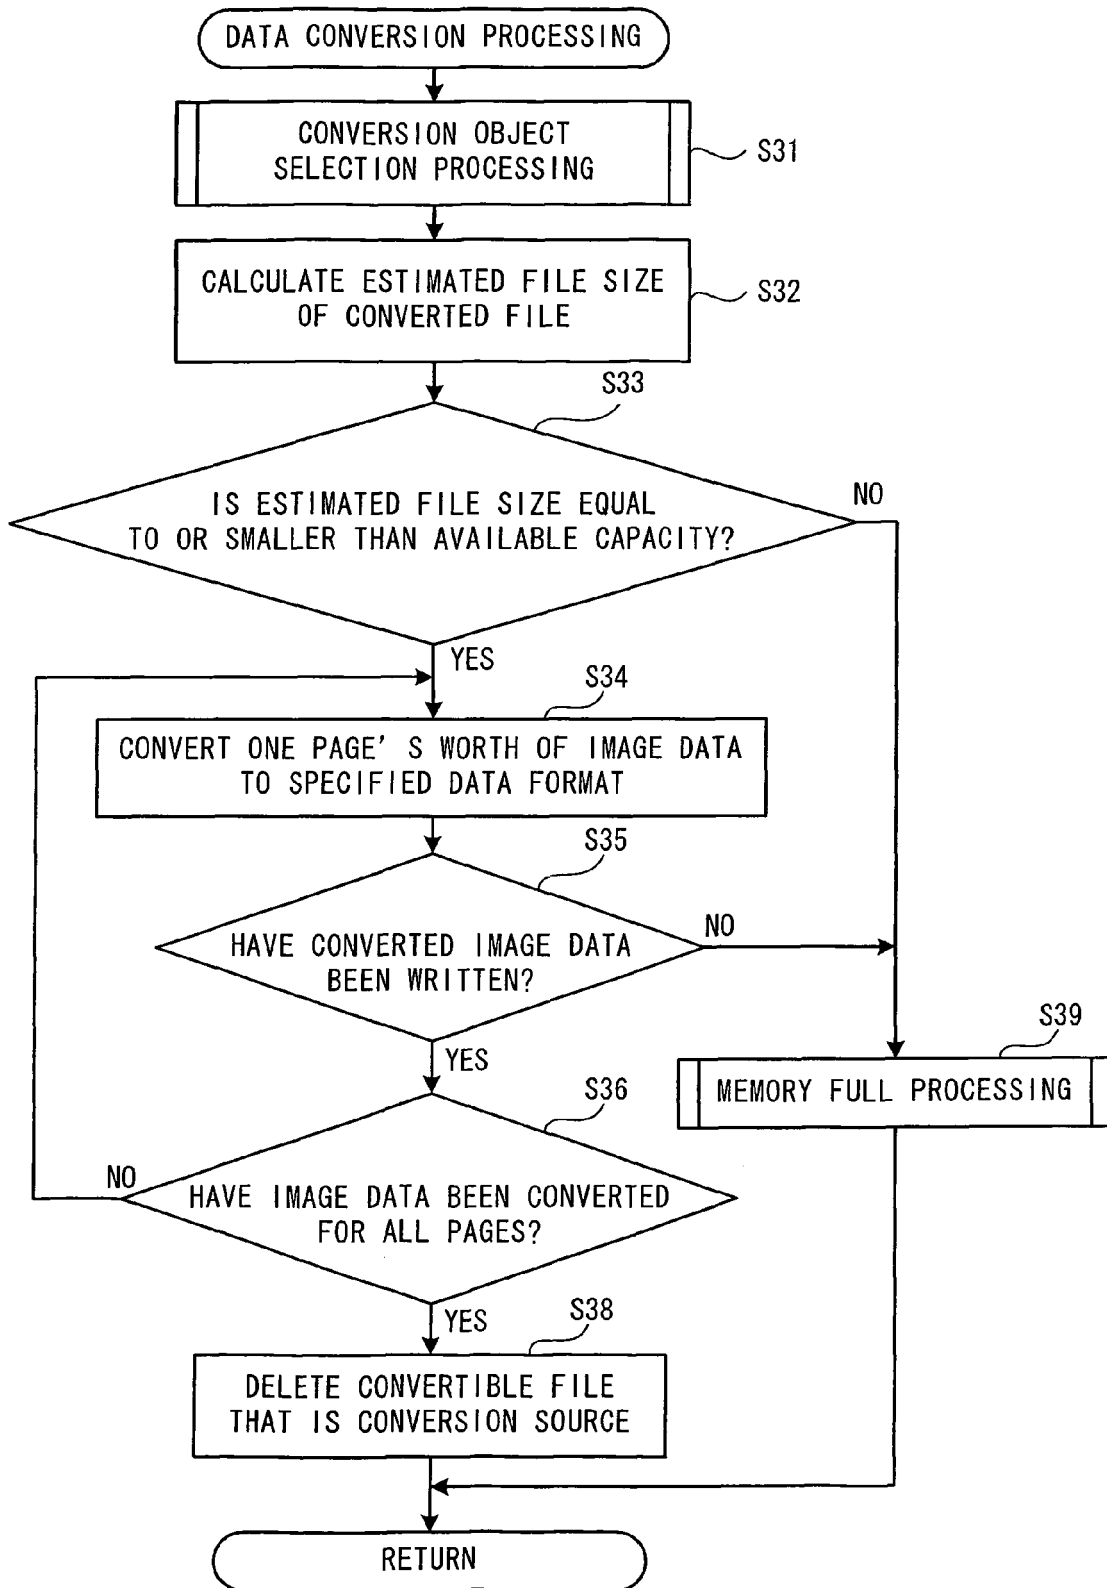 DATA CONVERSION PROCESSING
CONVERSION OBJECT
SELECTION PROCESSING
S31
CALCULATE ESTIMATED FILE SIZE
OF CONVERTED FILE
S32
S33
IS ESTIMATED FILE SIZE EQUAL
TO OR SMALLER THAN AVAILABLE CAPACITY?
NO
YES
S34
CONVERT ONE PAGE' S WORTH OF IMAGE DATA
TO SPECIFIED DATA FORMAT
S35
HAVE CONVERTED IMAGE DATA
BEEN WRITTEN?
NO
YES
S39
MEMORY FULL PROCESSING
S36
NO
HAVE IMAGE DATA BEEN CONVERTED
FOR ALL PAGES?
YES
S38
DELETE CONVERTIBLE FILE
THAT IS CONVERSION SOURCE
RETURN